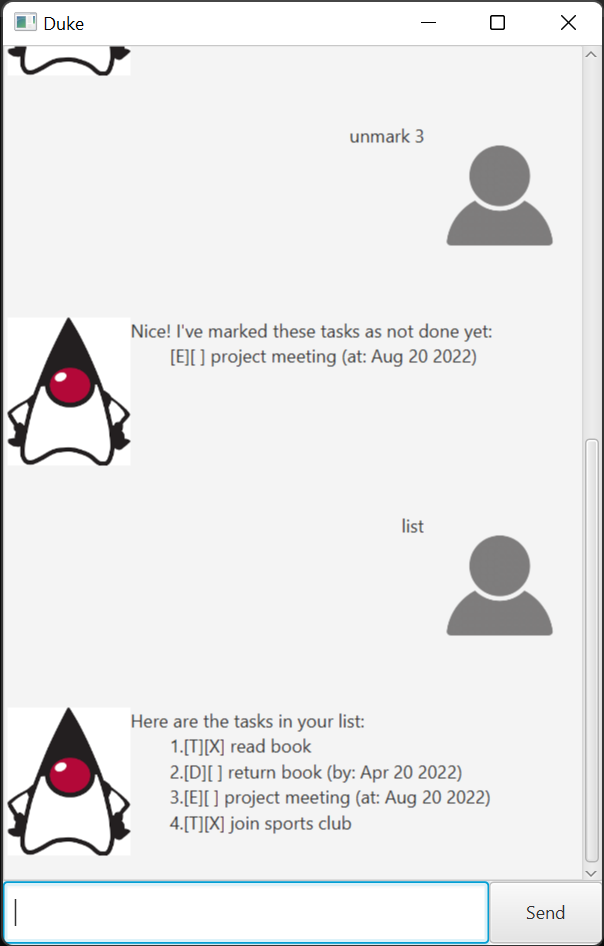 Duke
unmark 3
Nice! I've marked these tasks as not done yet:
[E][ ] project meeting (at: Aug 20 2022)
list
Here are the tasks in your list:
1.[T][X] read book
2.[D][ ] return book (by: Apr 20 2022)
3.[E][ ] project meeting (at: Aug 20 2022)
4.[T][X] join sports club
Send